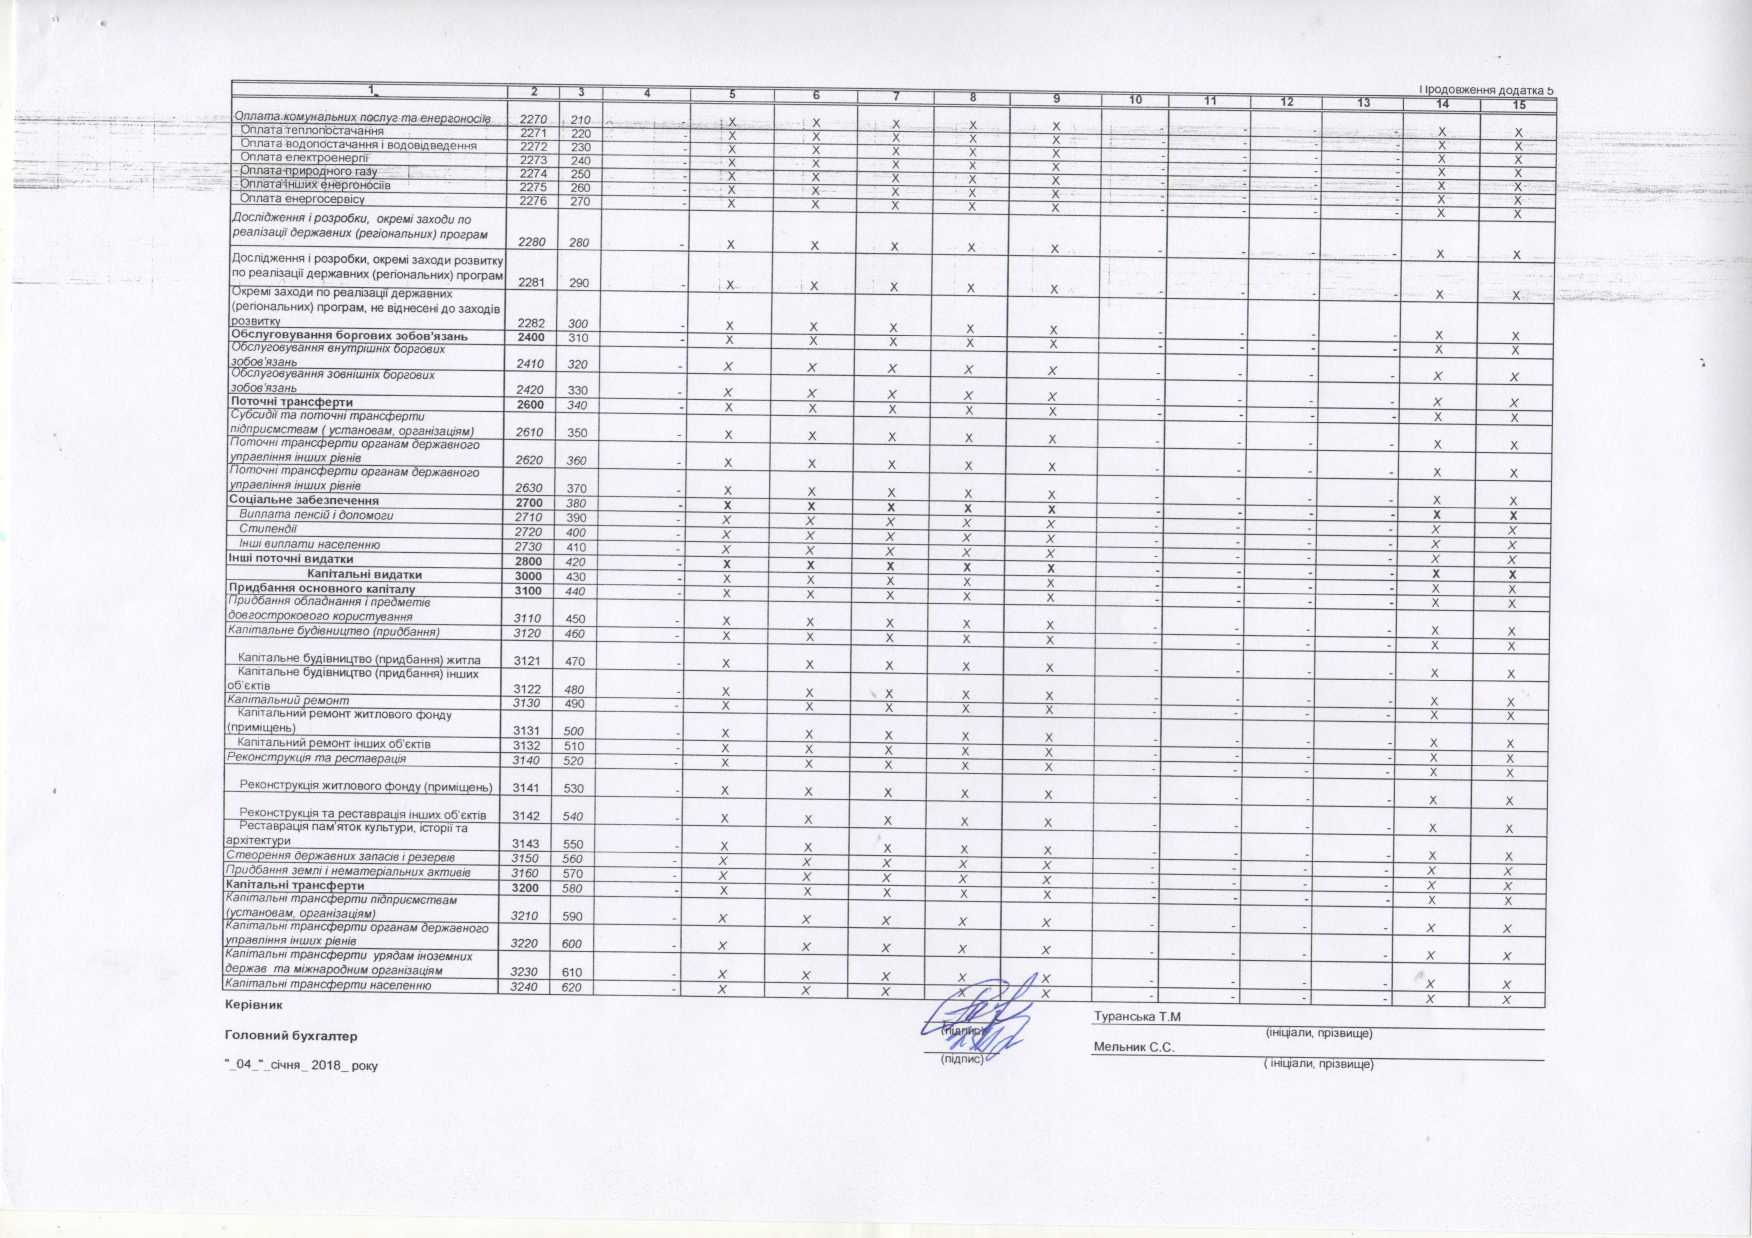 Продовження додатка 5
1 2 3 4 5 6 7 8 9 10 11 12 13 14 15
Оплата комунальних послуг та енергоносіїв 2270 210 - X X X X X - - - - X X
Оплата теплопостачання 2271 220 - X X X X X - - - - X X
Оплата водопостачання і водовідведення 2272 230 - X X X X X - - - - X X
Оплата електроенергії 2273 240 - X X X X X - - - - X X
Оплата природного газу 2274 250 - X X X X X - - - - X X
Оплата інших енергоносіїв 2275 260 - X X X X X - - - - X X
Оплата енергосервісу 2276 270 - X X X X X - - - - X X
Дослідження і розробки, окремі заходи по
реалізації державних (регіональних) програм 2280 280 - X X X X X - - - - X X
Дослідження і розробки, окремі заходи розвитку
по реалізації державних (регіональних) програм 2281 290 - X X X X X - - - - X X
Окремі заходи по реалізації державних
(регіональних) програм, не віднесені до заходів
розвитку 2282 300 - X X X X X - - - - X X
Обслуговування боргових зобов'язань 2400 310 - X X X X X - - - - X X
Обслуговування внутрішніх боргових
зобов'язань 2410 320 - X X X X X - - - - X X
Обслуговування зовнішніх боргових
зобов'язань 2420 330 - X X X X X - - - - X X
Поточні трансферти 2600 340 - X X X X X - - - - X X
Субсидії та поточні трансферти
підприємствам ( установам, організаціям) 2610 350 - X X X X X - - - - X X
Поточні трансферти органам державного
управління інших рівнів 2620 360 - X X X X X - - - - X X
Поточні трансферти органам державного
управління інших рівнів 2630 370 - X X X X X - - - - X X
Соціальне забезпечення 2700 380 - X X X X X - - - - X X
Виплата пенсій і допомоги 2710 390 - X X X X X - - - - X X
Стипендії 2720 400 - X X X X X - - - - X X
Інші виплати населенню 2730 410 - X X X X X - - - - X X
Інші поточні видатки 2800 420 - X X X X X - - - - X X
Капітальні видатки 3000 430 - X X X X X - - - - X X
Придбання основного капіталу 3100 440 - X X X X X - - - - X X
Придбання обладнання і предметів
довгострокового користування 3110 450 - X X X X X - - - - X X
Капітальне будівництво (придбання) 3120 460 - X X X X X - - - - X X
Капітальне будівництво (придбання) житла 3121 470 - X X X X X - - - - X X
Капітальне будівництво (придбання) інших
об'єктів 3122 480 - X X X X X - - - - X X
Капітальний ремонт 3130 490 - X X X X X - - - - X X
Капітальний ремонт житлового фонду
(приміщень) 3131 500 - X X X X X - - - - X X
Капітальний ремонт інших об'єктів 3132 510 - X X X X X - - - - X X
Реконструкція та реставрація 3140 520 - X X X X X - - - - X X
Реконструкція житлового фонду (приміщень) 3141 530 - X X X X X - - - - X X
Реконструкція та реставрація інших об'єктів 3142 540 - X X X X X - - - - X X
Реставрація пам'яток культури, історії та
архітектури 3143 550 - X X X X X - - - - X X
Створення державних запасів і резервів 3150 560 - X X X X X - - - - X X
Придбання землі і нематеріальних активів 3160 570 - X X X X X - - - - X X
Капітальні трансферти 3200 580 - X X X X X - - - - X X
Капітальні трансферти підприємствам
(установам, організаціям) 3210 590 - X X X X X - - - - X X
Капітальні трансферти органам державного
управління інших рівнів 3220 600 - X X X X X - - - - X X
Капітальні трансферти урядам іноземних
держав та міжнародним організаціям 3230 610 - X X X X X - - - - X X
Капітальні трансферти населенню 3240 620 - X X X X X - - - - X X
Керівник Туранська Т.М
(підпис) (ініціали, прізвище)
Головний бухгалтер Мельник С.С.
(підпис) ( ініціали, прізвище)
"_04_"_січня_ 2018_ року